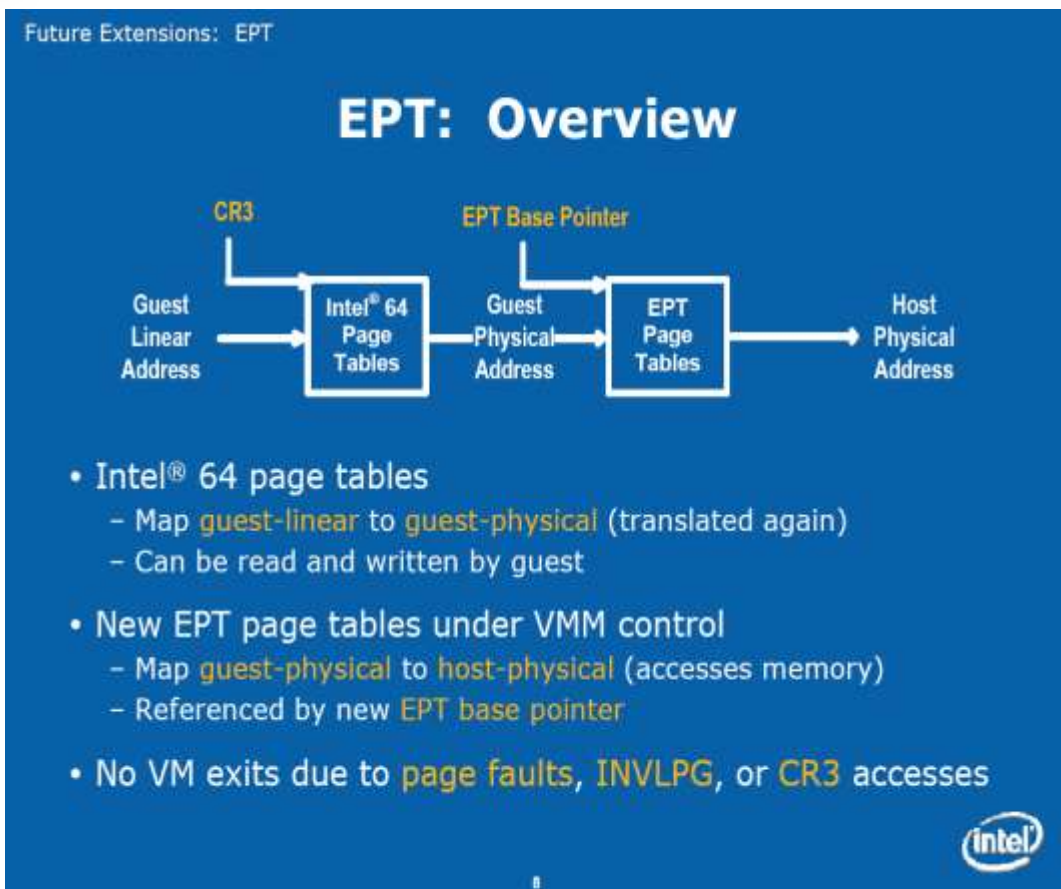 Future Extensions: EPT
EPT: Overview
CR3
EPT Base Pointer
Guest
Linear
Address
Intel® 64
Page
Tables
Guest
Physical
Address
EPT
Page
Tables
Host
Physical
Address
• Intel® 64 page tables
– Map guest-linear to guest-physical (translated again)
– Can be read and written by guest
• New EPT page tables under VMM control
– Map guest-physical to host-physical (accesses memory)
– Referenced by new EPT base pointer
• No VM exits due to page faults, INVLPG, or CR3 accesses
intel